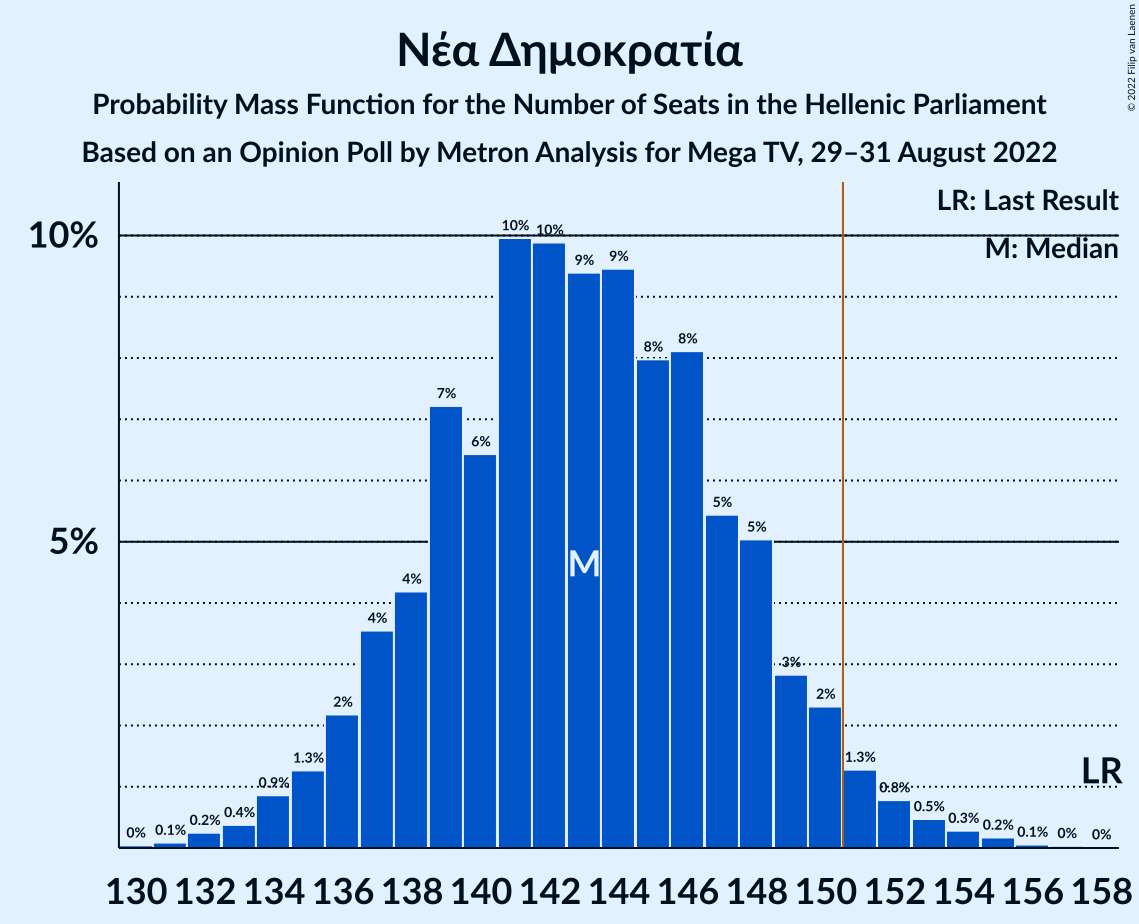 © 2022 Filip van Laenen
Νέα Δημοκρατία
Probability Mass Function for the Number of Seats in the Hellenic Parliament
Based on an Opinion Poll by Metron Analysis for Mega TV, 29–31 August 2022
LR: Last Result
M: Median
10%
5%
0% 0.1% 0.2% 0.4% 0.9% 1.3% 2% 4% 4% 7% 6% 10% 10% 9% 9% 8% 8% 5% 5% 3% 2% 1.3% 0.8% 0.5% 0.3% 0.2% 0.1% 0% 0%
M
LR
130 132 134 136 138 140 142 144 146 148 150 152 154 156 158